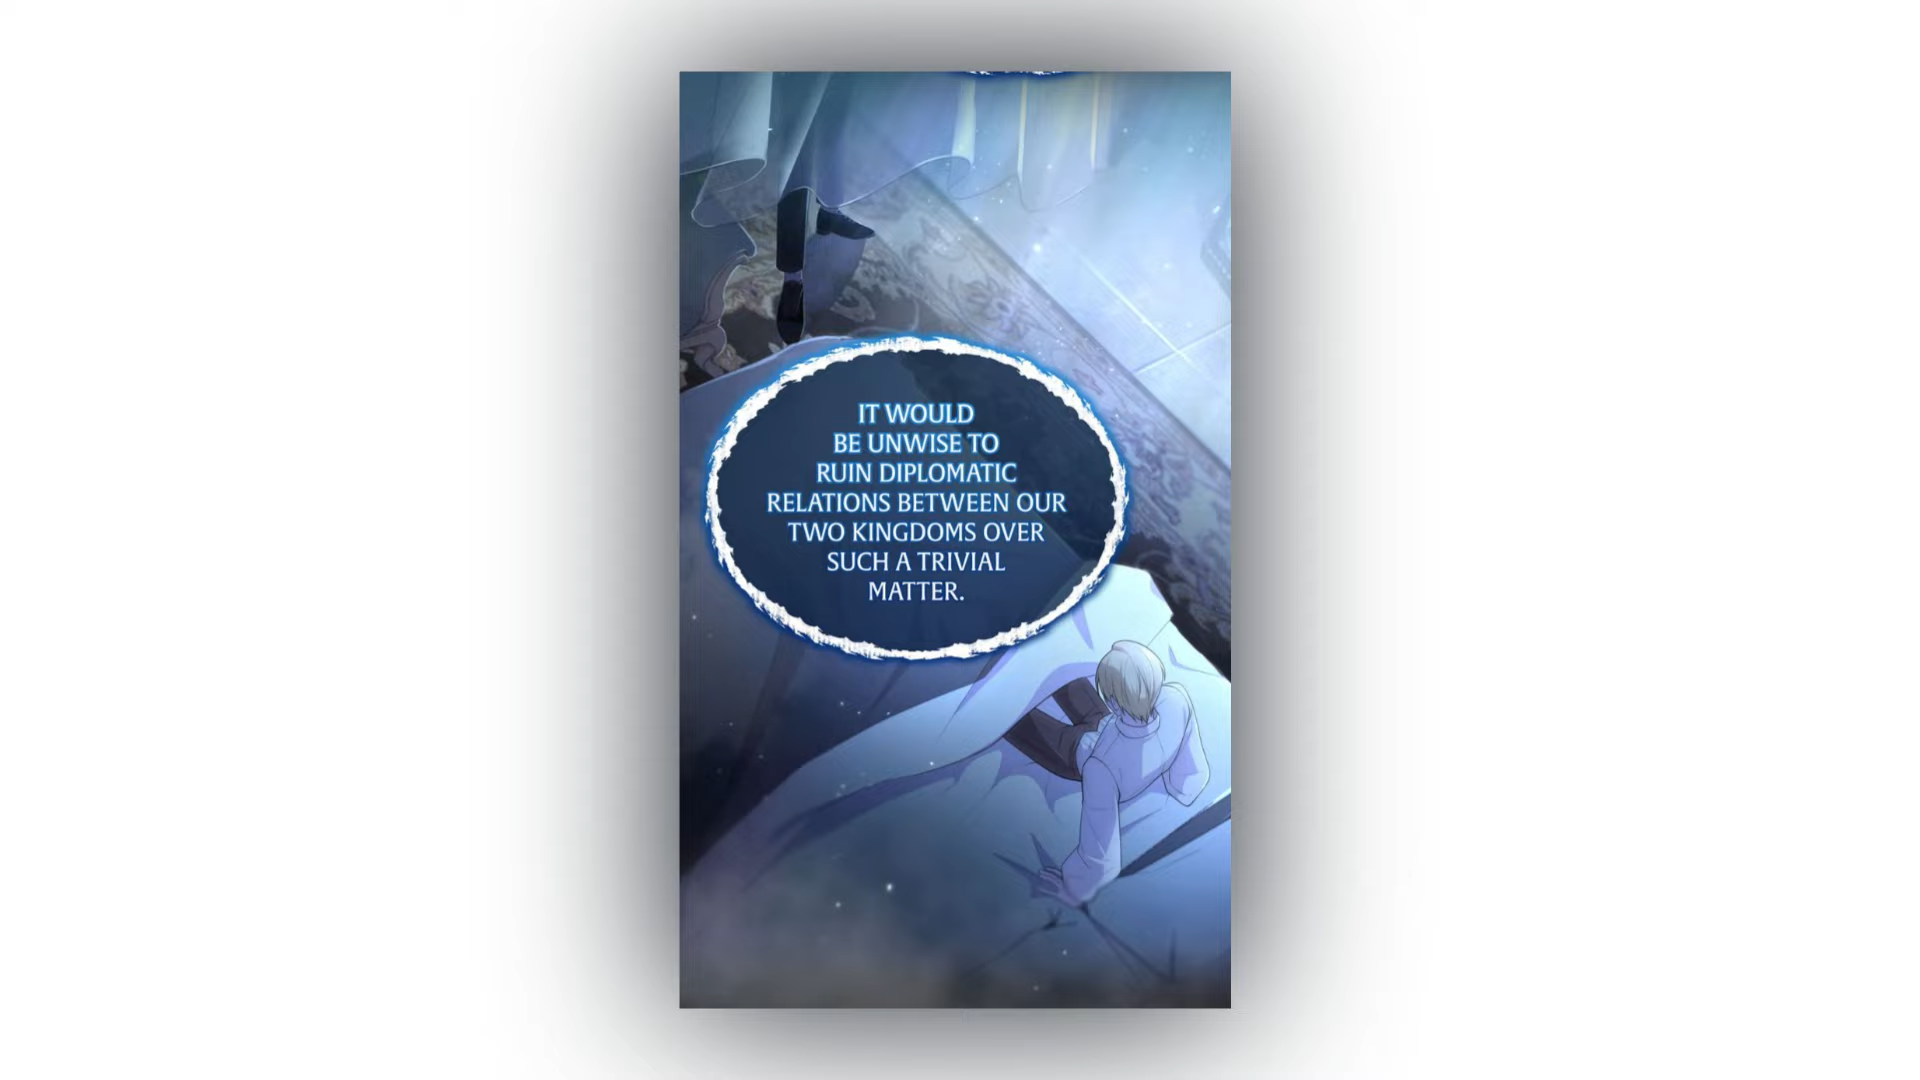 IT WOULD
BE UNWISE TO
RUIN DIPLOMATIC
RELATIONS BETWEEN OUR
TWO KINGDOMS OVER
SUCH A TRIVIAL
MATTER.